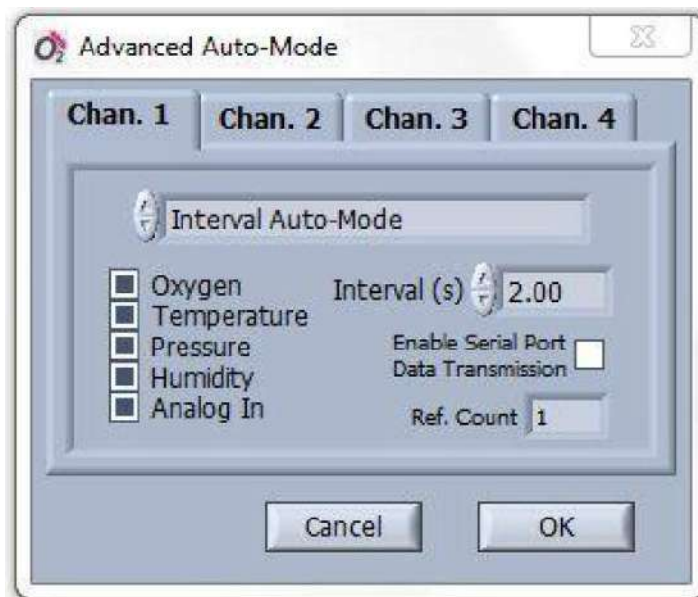 O2 Advanced Auto-Mode
Chan. 1 Chan. 2 Chan. 3 Chan. 4
Interval Auto-Mode
Oxygen
Temperature
Pressure
Humidity
Analog In
Interval (s) 2.00
Enable Serial Port
Data Transmission
Ref. Count 1
Cancel OK